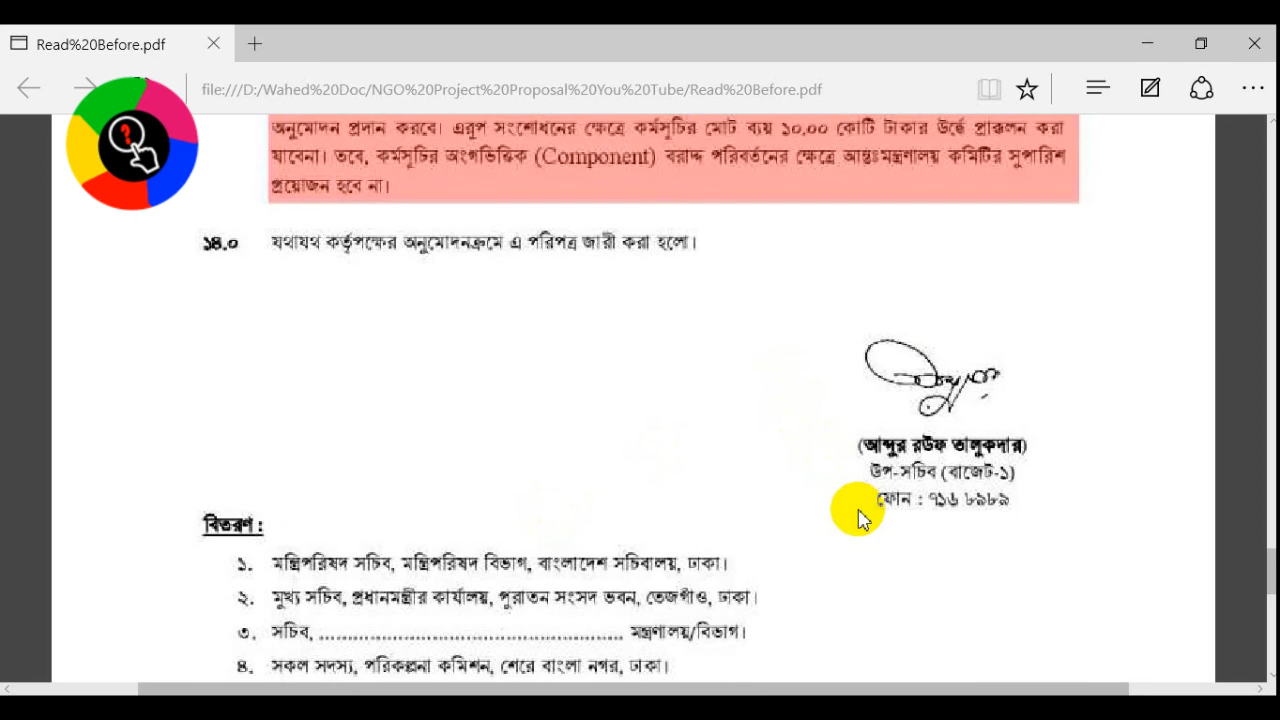 Read%20Before.pdf
file:///D:/Wahed%20Doc/NGO%20Project%20Proposal%20You%20Tube/Read%20Before.pdf
অনুমোদন প্রদান করবে। এরূপ সংশোধনের ক্ষেত্রে কর্মসূচির মোট ব্যয় ১০.০০ কোটি টাকার উর্দ্ধে প্রাক্কলন করা
যাবেনা। তবে, কর্মসূচির অংগভিত্তিক (Component) বরাদ্দ পরিবর্তনের ক্ষেত্রে আন্তঃমন্ত্রণালয় কমিটির সুপারিশ
প্রয়োজন হবে না।
১৪.০ যথাযথ কর্তৃপক্ষের অনুমোদনক্রমে এ পরিপত্র জারী করা হলো।
(আব্দুর রউফ তালুকদার)
উপ-সচিব (বাজেট-১)
ফোন : ৭১৬ ৮৯৮৯
বিতরণ :
১. মন্ত্রিপরিষদ সচিব, মন্ত্রিপরিষদ বিভাগ, বাংলাদেশ সচিবালয়, ঢাকা।
২. মুখ্য সচিব, প্রধানমন্ত্রীর কার্যালয়, পুরাতন সংসদ ভবন, তেজগাঁও, ঢাকা।
৩. সচিব, ..................................................... মন্ত্রণালয়/বিভাগ।
৪. সকল সদস্য, পরিকল্পনা কমিশন, শেরে বাংলা নগর, ঢাকা।